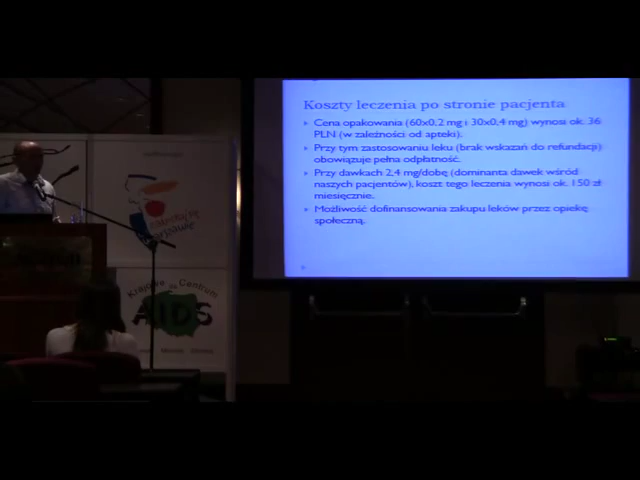 Koszty leczenia po stronie pacjenta
Cena opakowania (60x0,2 mg i 30x0,4 mg) wynosi ok. 36
PLN (w zależności od apteki).
Przy tym zastosowaniu leku (brak wskazań do refundacji)
obowiązuje pełna odpłatność.
Przy dawkach 2,4 mg/dobę (dominanta dawek wśród
naszych pacjentów), koszt tego leczenia wynosi ok. 150 zł
miesięcznie.
Możliwość dofinansowania zakupu leków przez opiekę
społeczną.
Krajowe Centrum
AIDS